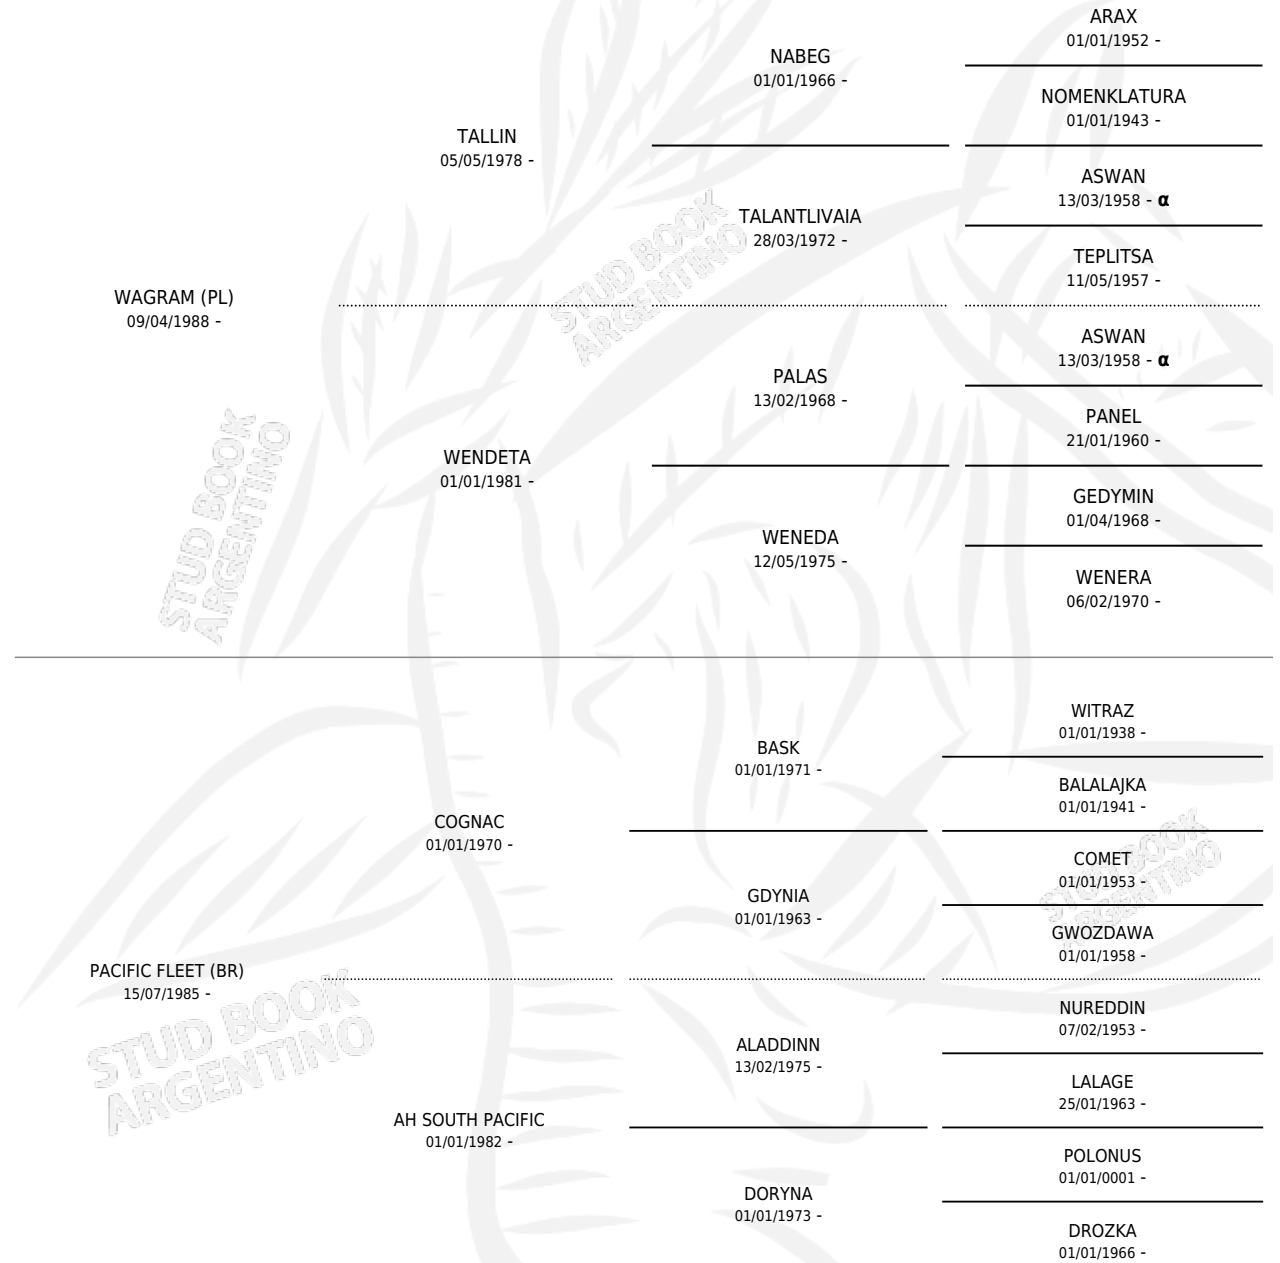 ARAX
01/01/1952 -
NABEG
01/01/1966 -
NOMENKLATURA
01/01/1943 -
TALLIN
05/05/1978 -
ASWAN
13/03/1958 - α
TALANTLIVAIA
28/03/1972 -
TEPLITSA
11/05/1957 -
WAGRAM (PL)
09/04/1988 -
ASWAN
13/03/1958 - α
PALAS
13/02/1968 -
PANEL
21/01/1960 -
WENDETA
01/01/1981 -
GEDYMIN
01/04/1968 -
WENEDA
12/05/1975 -
WENERA
06/02/1970 -
WITRAZ
01/01/1938 -
BASK
01/01/1971 -
BALALAJKA
01/01/1941 -
COGNAC
01/01/1970 -
COMET
01/01/1953 -
GDYNIA
01/01/1963 -
GWOZDAWA
01/01/1958 -
PACIFIC FLEET (BR)
15/07/1985 -
NUREDDIN
07/02/1953 -
ALADDINN
13/02/1975 -
LALAGE
25/01/1963 -
AH SOUTH PACIFIC
01/01/1982 -
POLONUS
01/01/0001 -
DORYNA
01/01/1973 -
DROZKA
01/01/1966 -
STUD BOOK
ARGENTINO
STUD BOOK
ARGENTINO
STUD BOOK
ARGENTINO
STUD BOOK
ARGENTINO